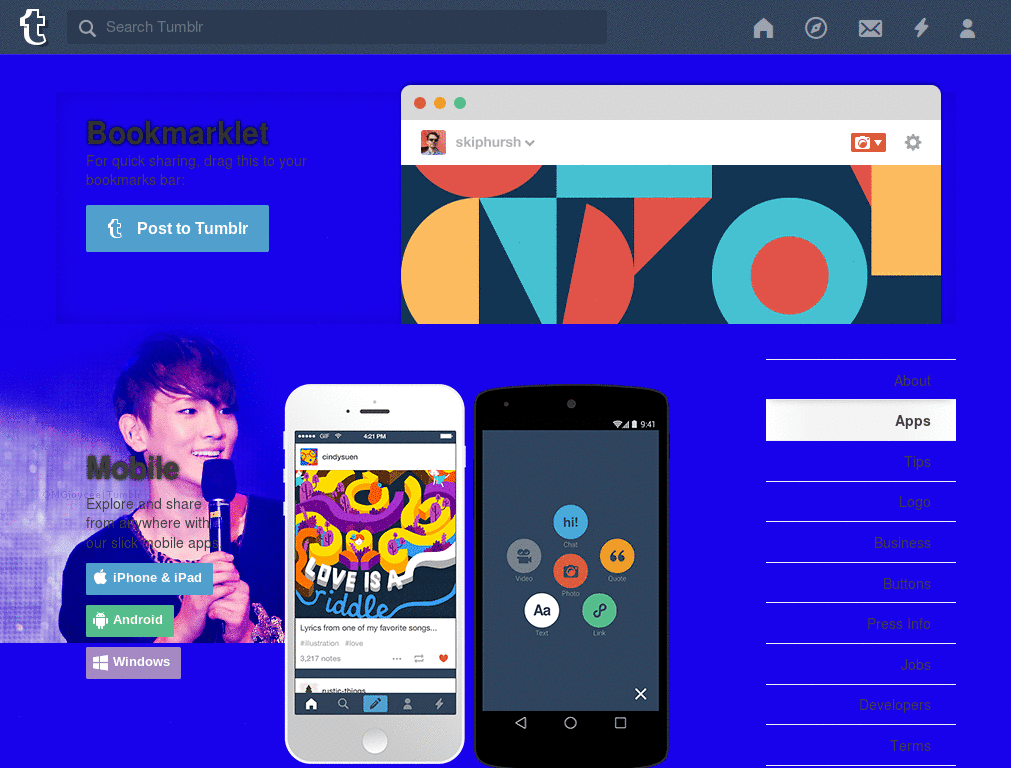 Search Tumblr
Bookmarklet
For quick sharing, drag this to your
bookmarks bar:
Post to Tumblr
skiphursh
Mobile
Explore and share
from anywhere with
our slick mobile apps.
iPhone & iPad
Android
Windows
GIF
4:21 PM
cindysuen
LOVE IS A
riddle
Lyrics from one of my favorite songs...
#illustration #love
3,217 notes
rustic-things
9:41
hi!
Chat
Video
Quote
Photo
Aa
Text
Link
About
Apps
Tips
Logo
Business
Buttons
Press Info
Jobs
Developers
Terms